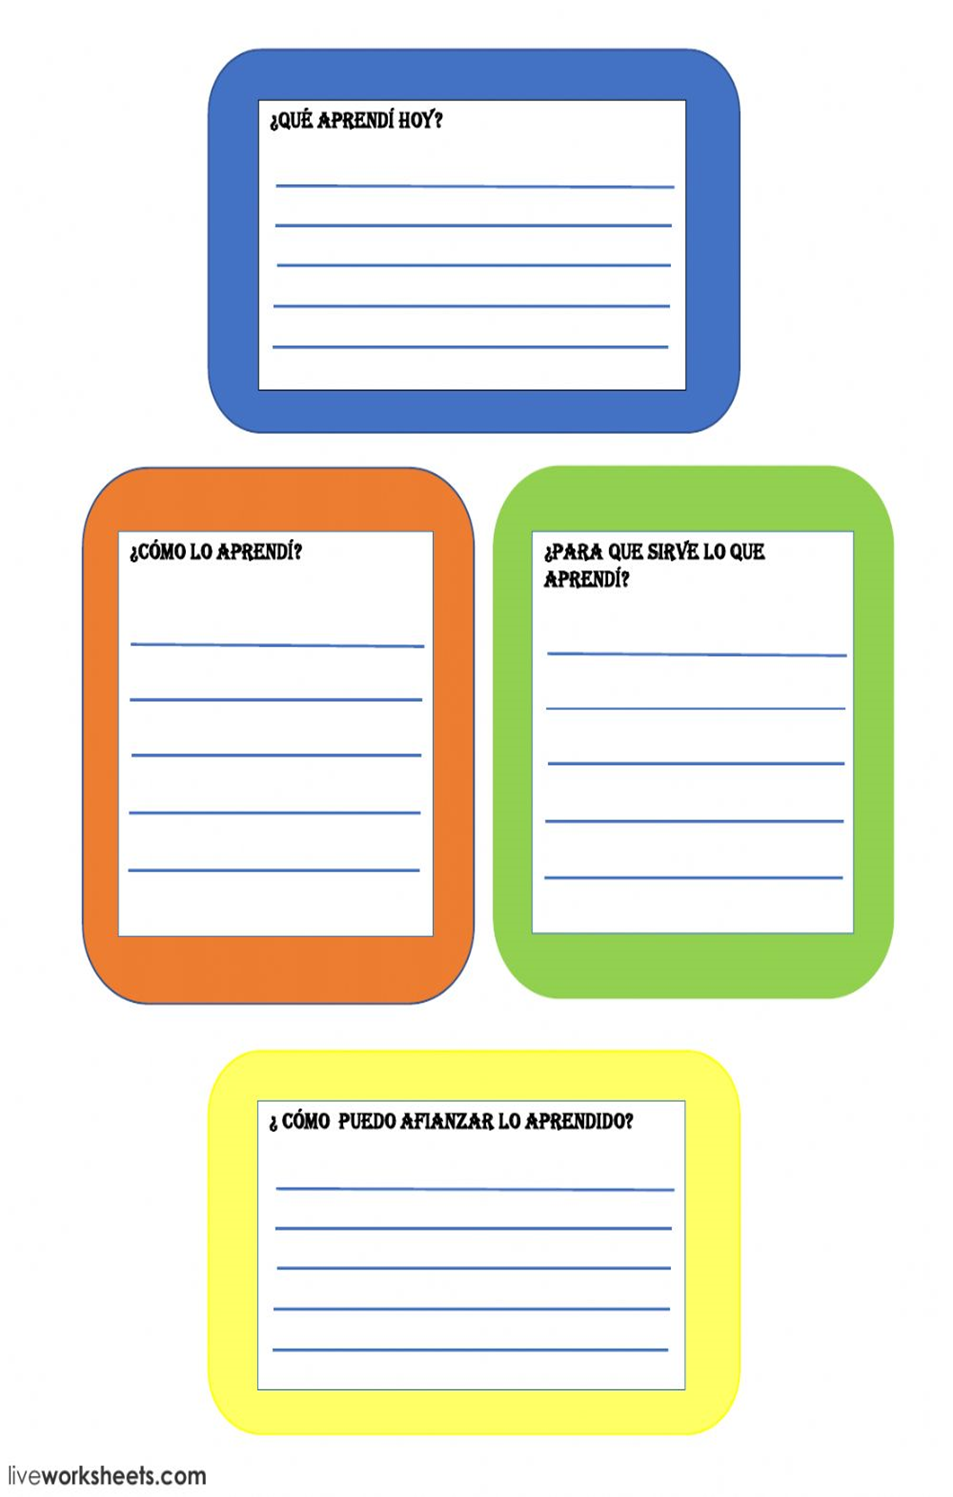 ¿QUÉ APRENDÍ HOY?
¿CÓMO LO APRENDÍ?
¿PARA QUE SIRVE LO QUE
APRENDÍ?
¿ CÓMO PUEDO AFIANZAR LO APRENDIDO?
liveworksheets.com